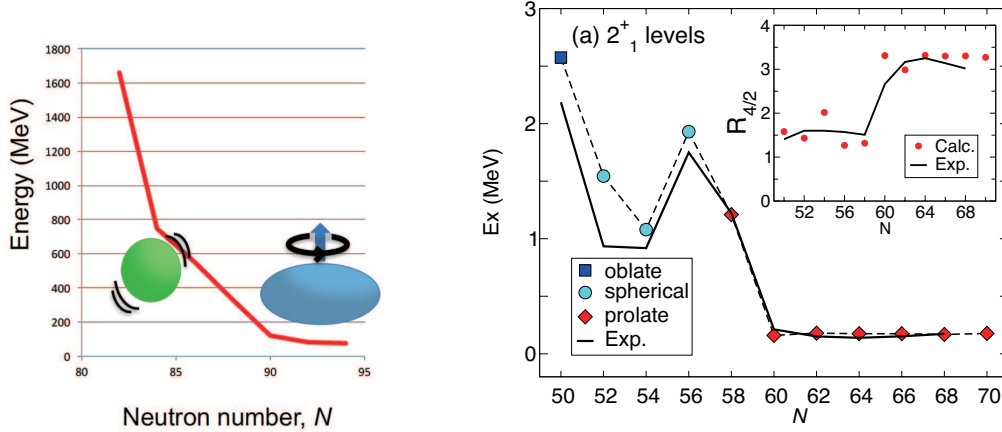 1800
1600
1400
1200
1000
800
600
400
200
0
80 85 90 95
Energy (MeV)
Neutron number, N
(a) 2⁺₁ levels
3
2
1
0
Ex (MeV)
50 52 54 56 58 60 62 64 66 68 70
N
oblate
spherical
prolate
Exp.
4
3
2
1
0
R4/2
50 54 56 60 64 68
N
Calc.
Exp.